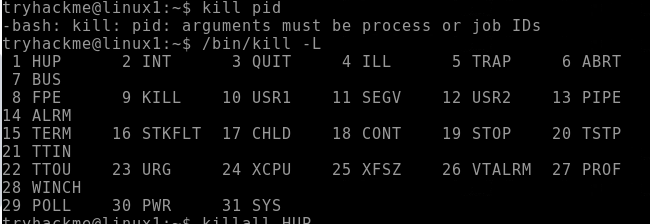 tryhackme@linux1:~$ kill pid
-bash: kill: pid: arguments must be process or job IDs
tryhackme@linux1:~$ /bin/kill -L
 1 HUP      2 INT      3 QUIT     4 ILL      5 TRAP     6 ABRT
 7 BUS
 8 FPE      9 KILL    10 USR1    11 SEGV    12 USR2    13 PIPE
14 ALRM
15 TERM    16 STKFLT  17 CHLD    18 CONT    19 STOP    20 TSTP
21 TTIN
22 TTOU    23 URG     24 XCPU    25 XFSZ    26 VTALRM  27 PROF
28 WINCH
29 POLL    30 PWR     31 SYS
tryhackme@linux1:~$ killall HUP